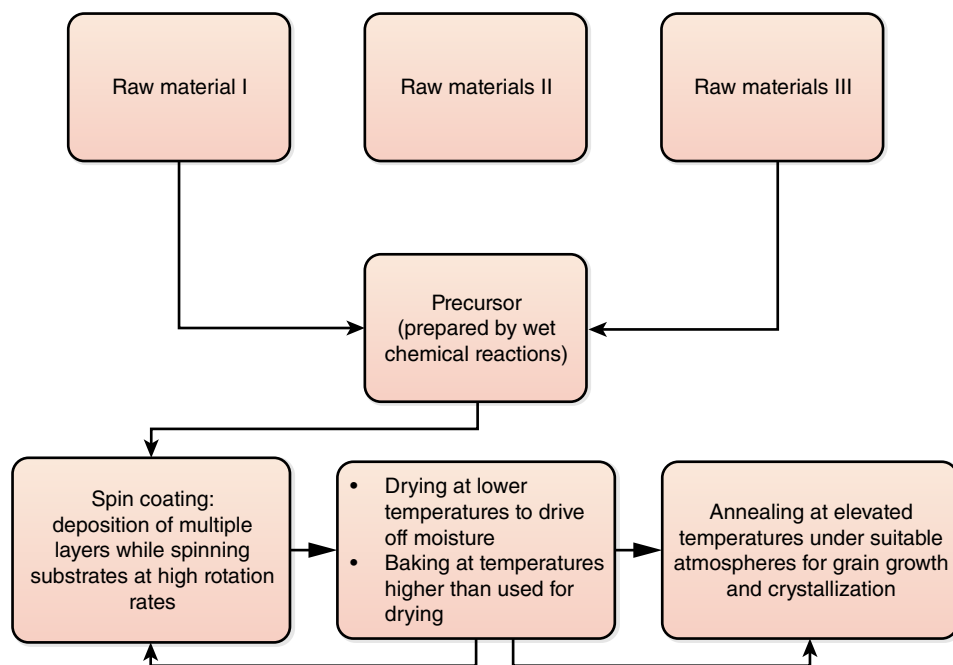 Raw material I
Raw materials II
Raw materials III
Precursor
(prepared by wet
chemical reactions)
Spin coating:
deposition of multiple
layers while spinning
substrates at high rotation
rates
• Drying at lower
temperatures to drive
off moisture
• Baking at temperatures
higher than used for
drying
Annealing at elevated
temperatures under suitable
atmospheres for grain growth
and crystallization